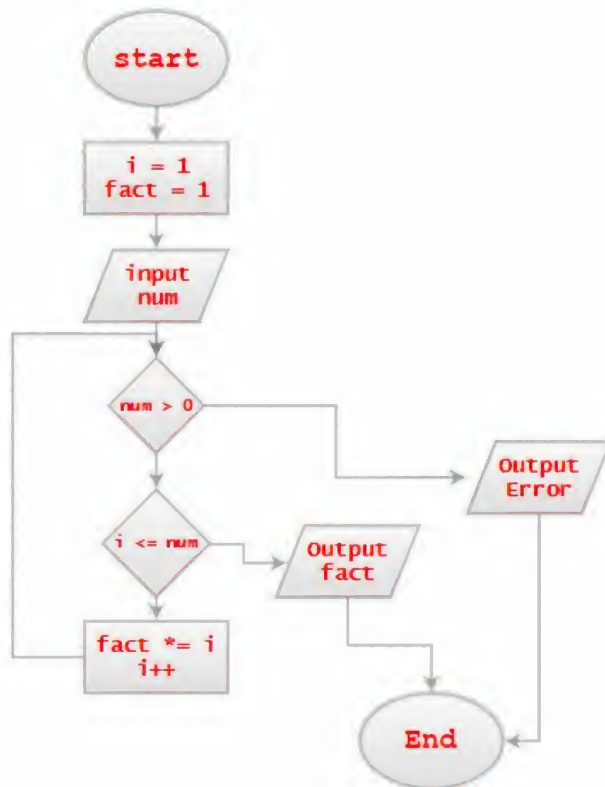 start
i = 1
fact = 1
input
num
num > 0
Output
Error
i <= num
Output
fact
fact *= i
i++
End